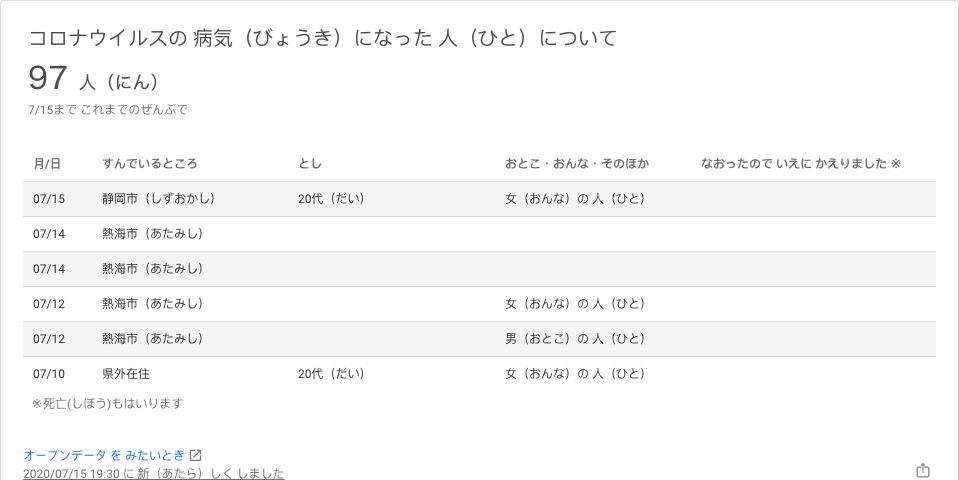 コロナウイルスの 病気（びょうき）になった 人（ひと）について
97 人（にん）
7/15まで これまでのぜんぶで
月/日 すんでいるところ とし おとこ・おんな・そのほか なおったので いえに かえりました ※
07/15 静岡市（しずおかし） 20代（だい） 女（おんな）の 人（ひと）
07/14 熱海市（あたみし）
07/14 熱海市（あたみし）
07/12 熱海市（あたみし） 女（おんな）の 人（ひと）
07/12 熱海市（あたみし） 男（おとこ）の 人（ひと）
07/10 県外在住 20代（だい） 女（おんな）の 人（ひと）
※死亡(しぼう)もはいります
オープンデータ を みたいとき
2020/07/15 19:30 に 新（あたら）しく しました